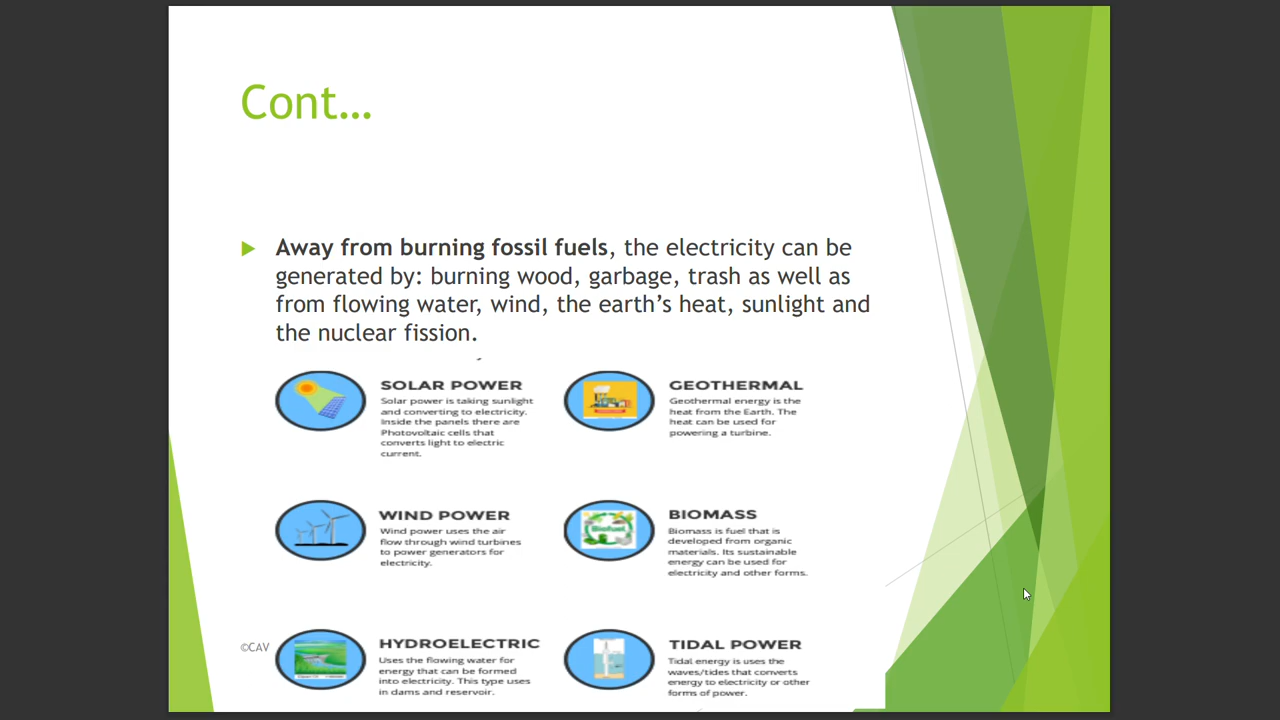 Cont…
Away from burning fossil fuels, the electricity can be
generated by: burning wood, garbage, trash as well as
from flowing water, wind, the earth's heat, sunlight and
the nuclear fission.
SOLAR POWER
Solar power is taking sunlight
and converting to electricity.
Inside the panels there are
Photovoltaic cells that
converts light to electric
current.
GEOTHERMAL
Geothermal energy is the
heat from the Earth. The
heat can be used for
powering a turbine.
WIND POWER
Wind power uses the air
flow through wind turbines
to power generators for
electricity.
BIOMASS
Biofuel
Biomass is fuel that is
developed from organic
materials. Its sustainable
energy can be used for
electricity and other forms.
©CAV
HYDROELECTRIC
Uses the flowing water for
energy that can be formed
into electricity. This type uses
in dams and reservoir.
TIDAL POWER
Tidal energy is uses the
waves/tides that converts
energy to electricity or other
forms of power.